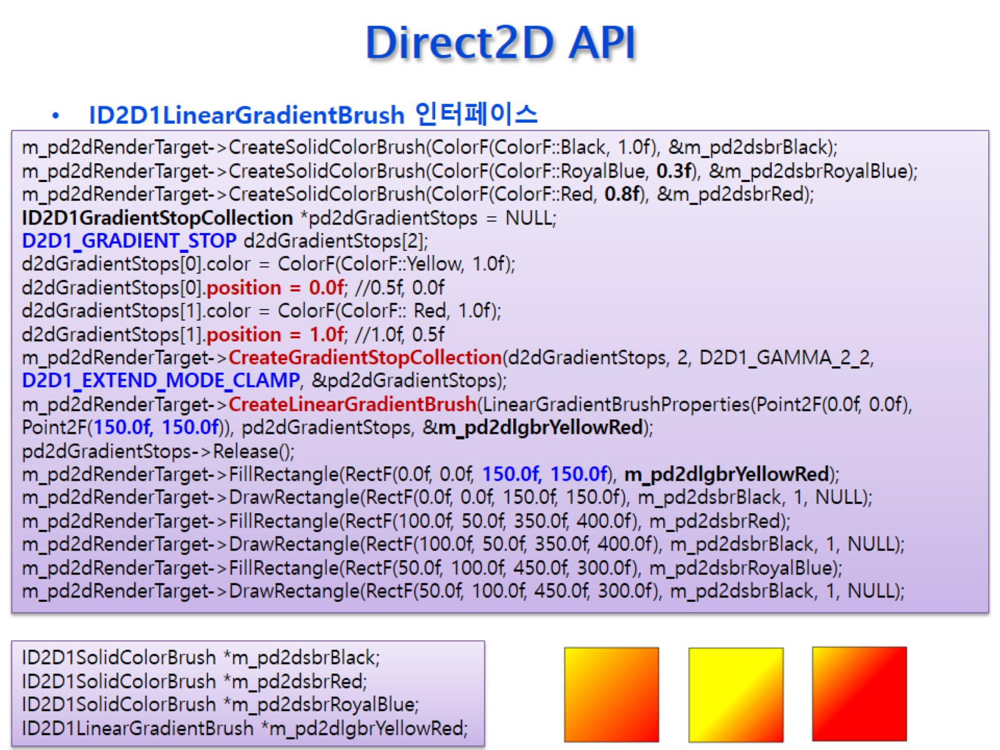 Direct2D API
• ID2D1LinearGradientBrush 인터페이스
m_pd2dRenderTarget->CreateSolidColorBrush(ColorF(ColorF::Black, 1.0f), &m_pd2dsbrBlack);
m_pd2dRenderTarget->CreateSolidColorBrush(ColorF(ColorF::RoyalBlue, 0.3f), &m_pd2dsbrRoyalBlue);
m_pd2dRenderTarget->CreateSolidColorBrush(ColorF(ColorF::Red, 0.8f), &m_pd2dsbrRed);
ID2D1GradientStopCollection *pd2dGradientStops = NULL;
D2D1_GRADIENT_STOP d2dGradientStops[2];
d2dGradientStops[0].color = ColorF(ColorF::Yellow, 1.0f);
d2dGradientStops[0].position = 0.0f; //0.5f, 0.0f
d2dGradientStops[1].color = ColorF(ColorF:: Red, 1.0f);
d2dGradientStops[1].position = 1.0f; //1.0f, 0.5f
m_pd2dRenderTarget->CreateGradientStopCollection(d2dGradientStops, 2, D2D1_GAMMA_2_2,
D2D1_EXTEND_MODE_CLAMP, &pd2dGradientStops);
m_pd2dRenderTarget->CreateLinearGradientBrush(LinearGradientBrushProperties(Point2F(0.0f, 0.0f),
Point2F(150.0f, 150.0f)), pd2dGradientStops, &m_pd2dlgbrYellowRed);
pd2dGradientStops->Release();
m_pd2dRenderTarget->FillRectangle(RectF(0.0f, 0.0f, 150.0f, 150.0f), m_pd2dlgbrYellowRed);
m_pd2dRenderTarget->DrawRectangle(RectF(0.0f, 0.0f, 150.0f, 150.0f), m_pd2dsbrBlack, 1, NULL);
m_pd2dRenderTarget->FillRectangle(RectF(100.0f, 50.0f, 350.0f, 400.0f), m_pd2dsbrRed);
m_pd2dRenderTarget->DrawRectangle(RectF(100.0f, 50.0f, 350.0f, 400.0f), m_pd2dsbrBlack, 1, NULL);
m_pd2dRenderTarget->FillRectangle(RectF(50.0f, 100.0f, 450.0f, 300.0f), m_pd2dsbrRoyalBlue);
m_pd2dRenderTarget->DrawRectangle(RectF(50.0f, 100.0f, 450.0f, 300.0f), m_pd2dsbrBlack, 1, NULL);
ID2D1SolidColorBrush *m_pd2dsbrBlack;
ID2D1SolidColorBrush *m_pd2dsbrRed;
ID2D1SolidColorBrush *m_pd2dsbrRoyalBlue;
ID2D1LinearGradientBrush *m_pd2dlgbrYellowRed;